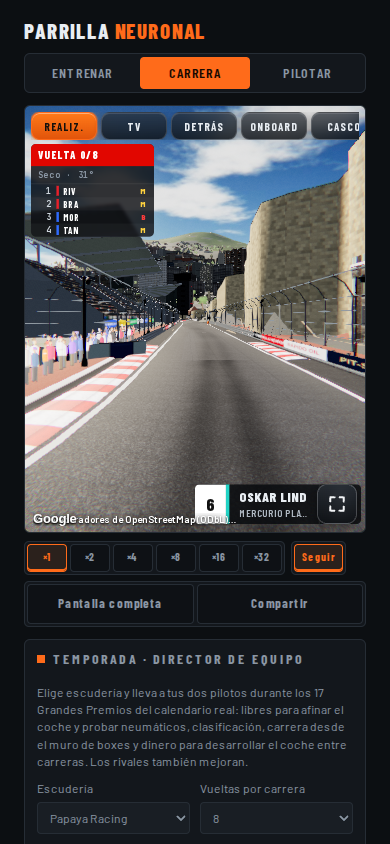 PARRILLA NEURONAL
ENTRENAR CARRERA PILOTAR
REALIZ. TV DETRÁS ONBOARD CASCO
VUELTA 0/8
Seco · 31°
1 RIV M
2 BRA M
3 MOR B
4 TAN M
6 OSKAR LIND
MERCURIO PLA..
Google adores de OpenStreetMap (ODbL)...
×1 ×2 ×4 ×8 ×16 ×32 Seguir
Pantalla completa Compartir
TEMPORADA · DIRECTOR DE EQUIPO
Elige escudería y lleva a tus dos pilotos durante los 17
Grandes Premios del calendario real: libres para afinar el
coche y probar neumáticos, clasificación, carrera desde
el muro de boxes y dinero para desarrollar el coche entre
carreras. Los rivales también mejoran.
Escudería Vueltas por carrera
Papaya Racing 8